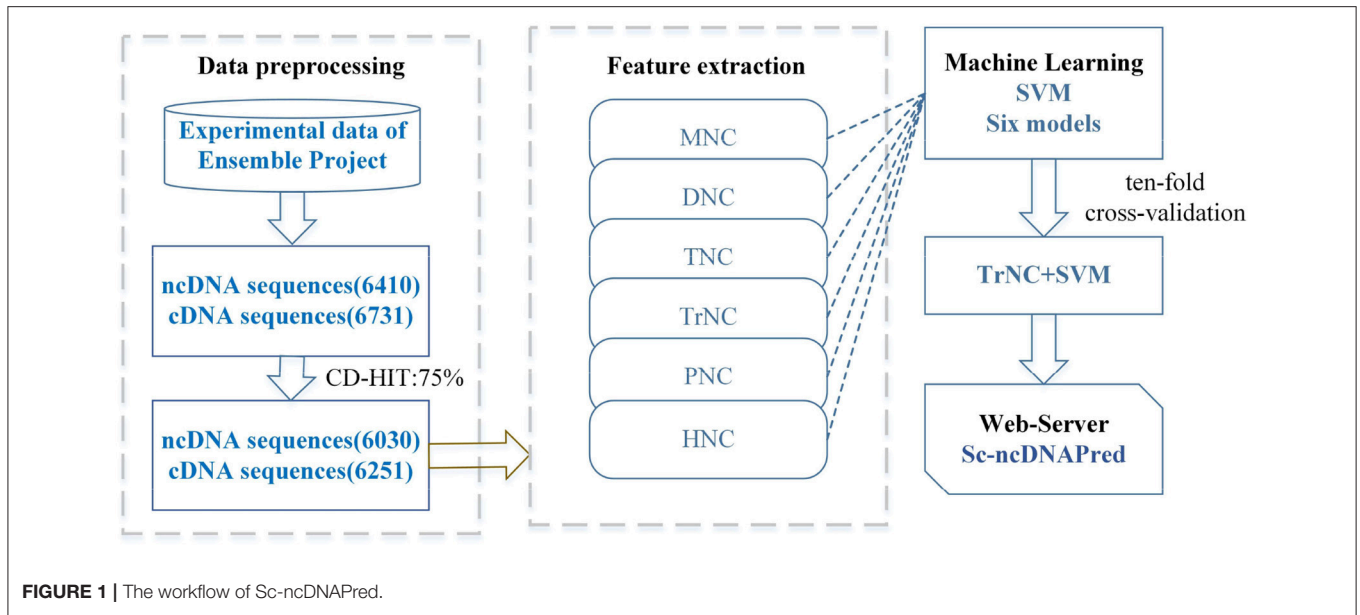 Data preprocessing
Experimental data of
Ensemble Project
ncDNA sequences(6410)
cDNA sequences(6731)
CD-HIT:75%
ncDNA sequences(6030)
cDNA sequences(6251)
Feature extraction
MNC
DNC
TNC
TrNC
PNC
HNC
Machine Learning
SVM
Six models
ten-fold
cross-validation
TrNC+SVM
Web-Server
Sc-ncDNAPred
FIGURE 1 | The workflow of Sc-ncDNAPred.